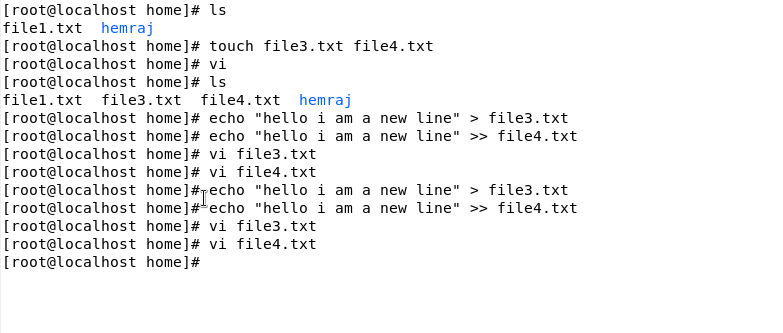 [root@localhost home]# ls
file1.txt  hemraj
[root@localhost home]# touch file3.txt file4.txt
[root@localhost home]# vi
[root@localhost home]# ls
file1.txt  file3.txt  file4.txt  hemraj
[root@localhost home]# echo "hello i am a new line" > file3.txt
[root@localhost home]# echo "hello i am a new line" >> file4.txt
[root@localhost home]# vi file3.txt
[root@localhost home]# vi file4.txt
[root@localhost home]# echo "hello i am a new line" > file3.txt
[root@localhost home]# echo "hello i am a new line" >> file4.txt
[root@localhost home]# vi file3.txt
[root@localhost home]# vi file4.txt
[root@localhost home]#